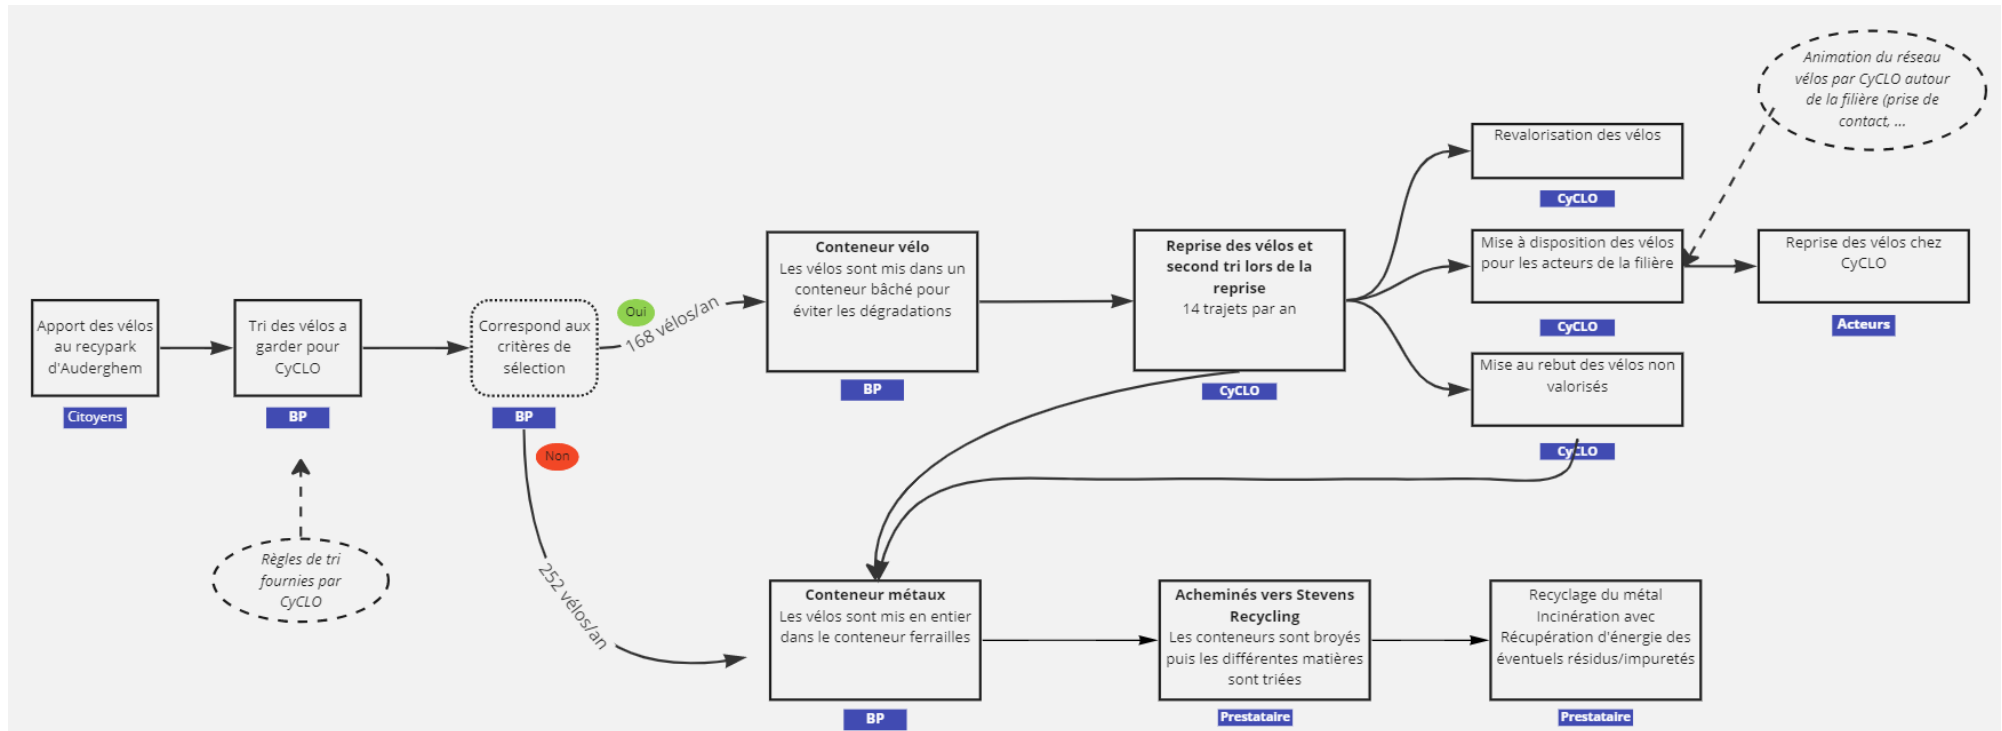 Apport des vélos
au recypark
d'Auderghem
Citoyens
Tri des vélos a
garder pour
CyCLO
BP
Règles de tri
fournies par
CyCLO
Correspond aux
critères de
sélection
BP
Oui
168 vélos/an
Non
252 vélos/an
Conteneur vélo
Les vélos sont mis dans un
conteneur bâché pour
éviter les dégradations
BP
Reprise des vélos et
second tri lors de la
reprise
14 trajets par an
CyCLO
Revalorisation des vélos
CyCLO
Mise à disposition des vélos
pour les acteurs de la filière
CyCLO
Mise au rebut des vélos non
valorisés
CyCLO
Animation du réseau
vélos par CyCLO autour
de la filière (prise de
contact, ...
Reprise des vélos chez
CyCLO
Acteurs
Conteneur métaux
Les vélos sont mis en entier
dans le conteneur ferrailles
BP
Acheminés vers Stevens
Recycling
Les conteneurs sont broyés
puis les différentes matières
sont triées
Prestataire
Recyclage du métal
Incinération avec
Récupération d'énergie des
éventuels résidus/impuretés
Prestataire